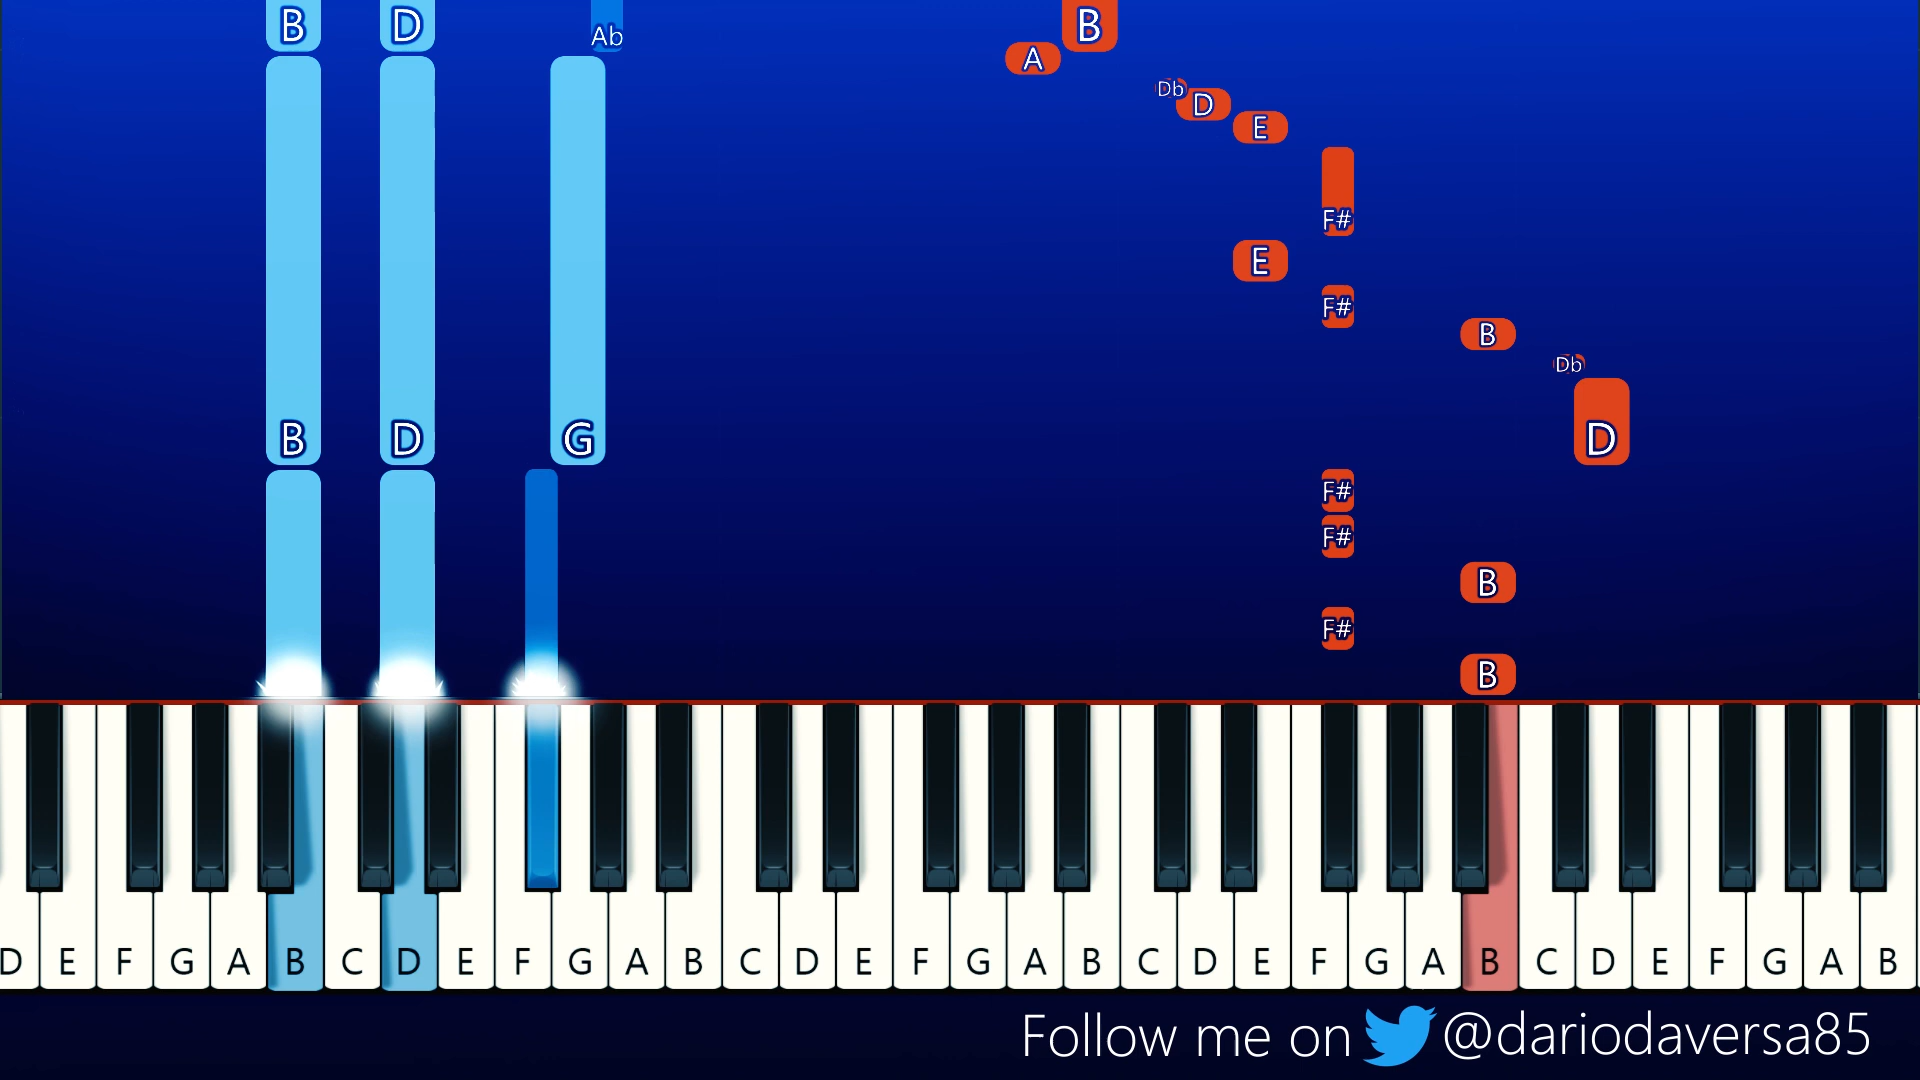 B D Ab B
A
Db D
E
F#
E
F#
B
Db
B D G D
F#
F#
B
F#
B
D E F G A B C D E F G A B C D E F G A B C D E F G A B C D E F G A B
Follow me on @dariodaversa85